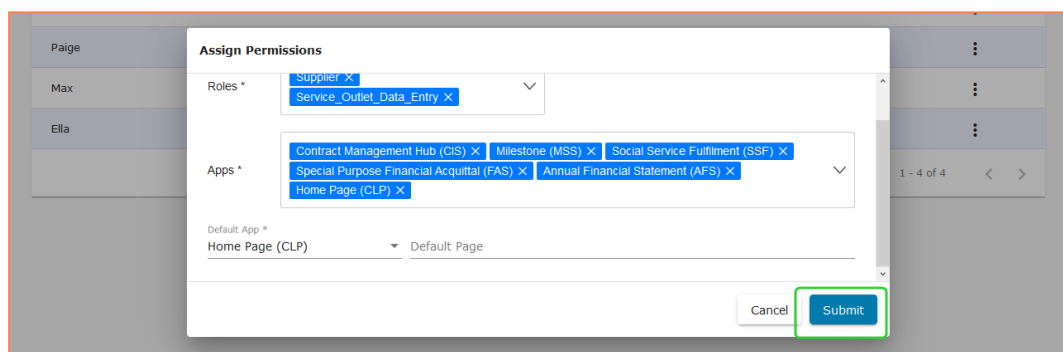 Paige
Max
Ella
1 - 4 of 4
Assign Permissions
Roles *
Supplier ×
Service_Outlet_Data_Entry ×
Apps *
Contract Management Hub (CIS) × Milestone (MSS) × Social Service Fulfilment (SSF) ×
Special Purpose Financial Acquittal (FAS) × Annual Financial Statement (AFS) ×
Home Page (CLP) ×
Default App *
Home Page (CLP) Default Page
Cancel Submit